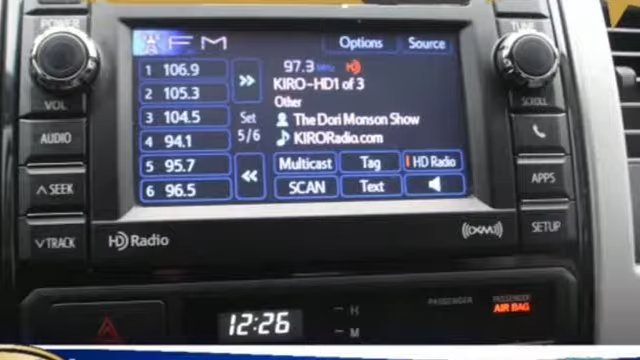 POWER
VOL
AUDIO
∧ SEEK
∨ TRACK
FM
Options
Source
1 106.9
2 105.3
3 104.5
4 94.1
5 95.7
6 96.5
Set
5/6
97.3 MHz HD
KIRO-HD1 of 3
Other
The Dori Monson Show
KIRORadio.com
Multicast Tag HD Radio
SCAN Text
TUNE
SCROLL
APPS
SETUP
HD Radio
((XM))
12:26
H
M
PASSENGER
PASSENGER
AIR BAG